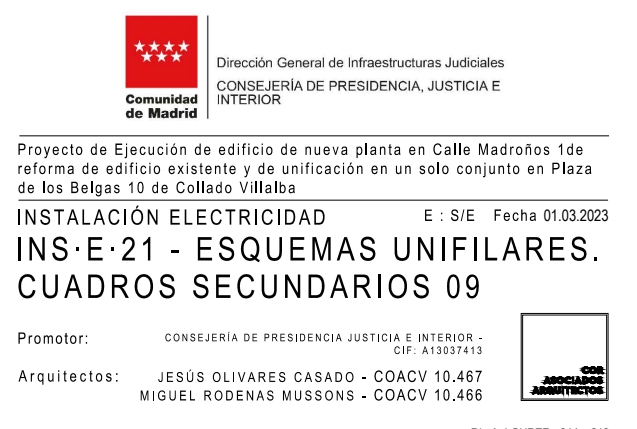 Comunidad
de Madrid
Dirección General de Infraestructuras Judiciales
CONSEJERÍA DE PRESIDENCIA, JUSTICIA E
INTERIOR
Proyecto de Ejecución de edificio de nueva planta en Calle Madroños 1de
reforma de edificio existente y de unificación en un solo conjunto en Plaza
de los Belgas 10 de Collado Villalba
INSTALACIÓN ELECTRICIDAD E : S/E Fecha 01.03.2023
INS·E·21 - ESQUEMAS UNIFILARES.
CUADROS SECUNDARIOS 09
Promotor: CONSEJERÍA DE PRESIDENCIA JUSTICIA E INTERIOR -
CIF: A13037413
Arquitectos: JESÚS OLIVARES CASADO - COACV 10.467
MIGUEL RODENAS MUSSONS - COACV 10.466
COR
ASOCIADOS
ARQUITECTOS